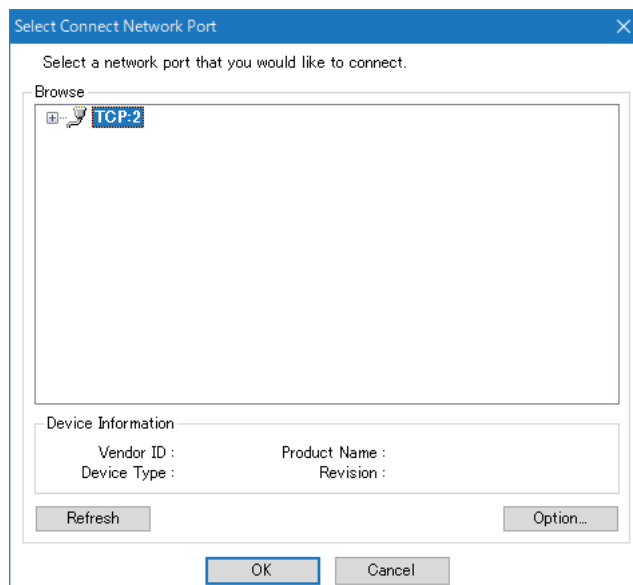 Select Connect Network Port
Select a network port that you would like to connect.
Browse
TCP:2
Device Information
Vendor ID :
Product Name :
Device Type :
Revision :
Refresh
Option...
OK
Cancel